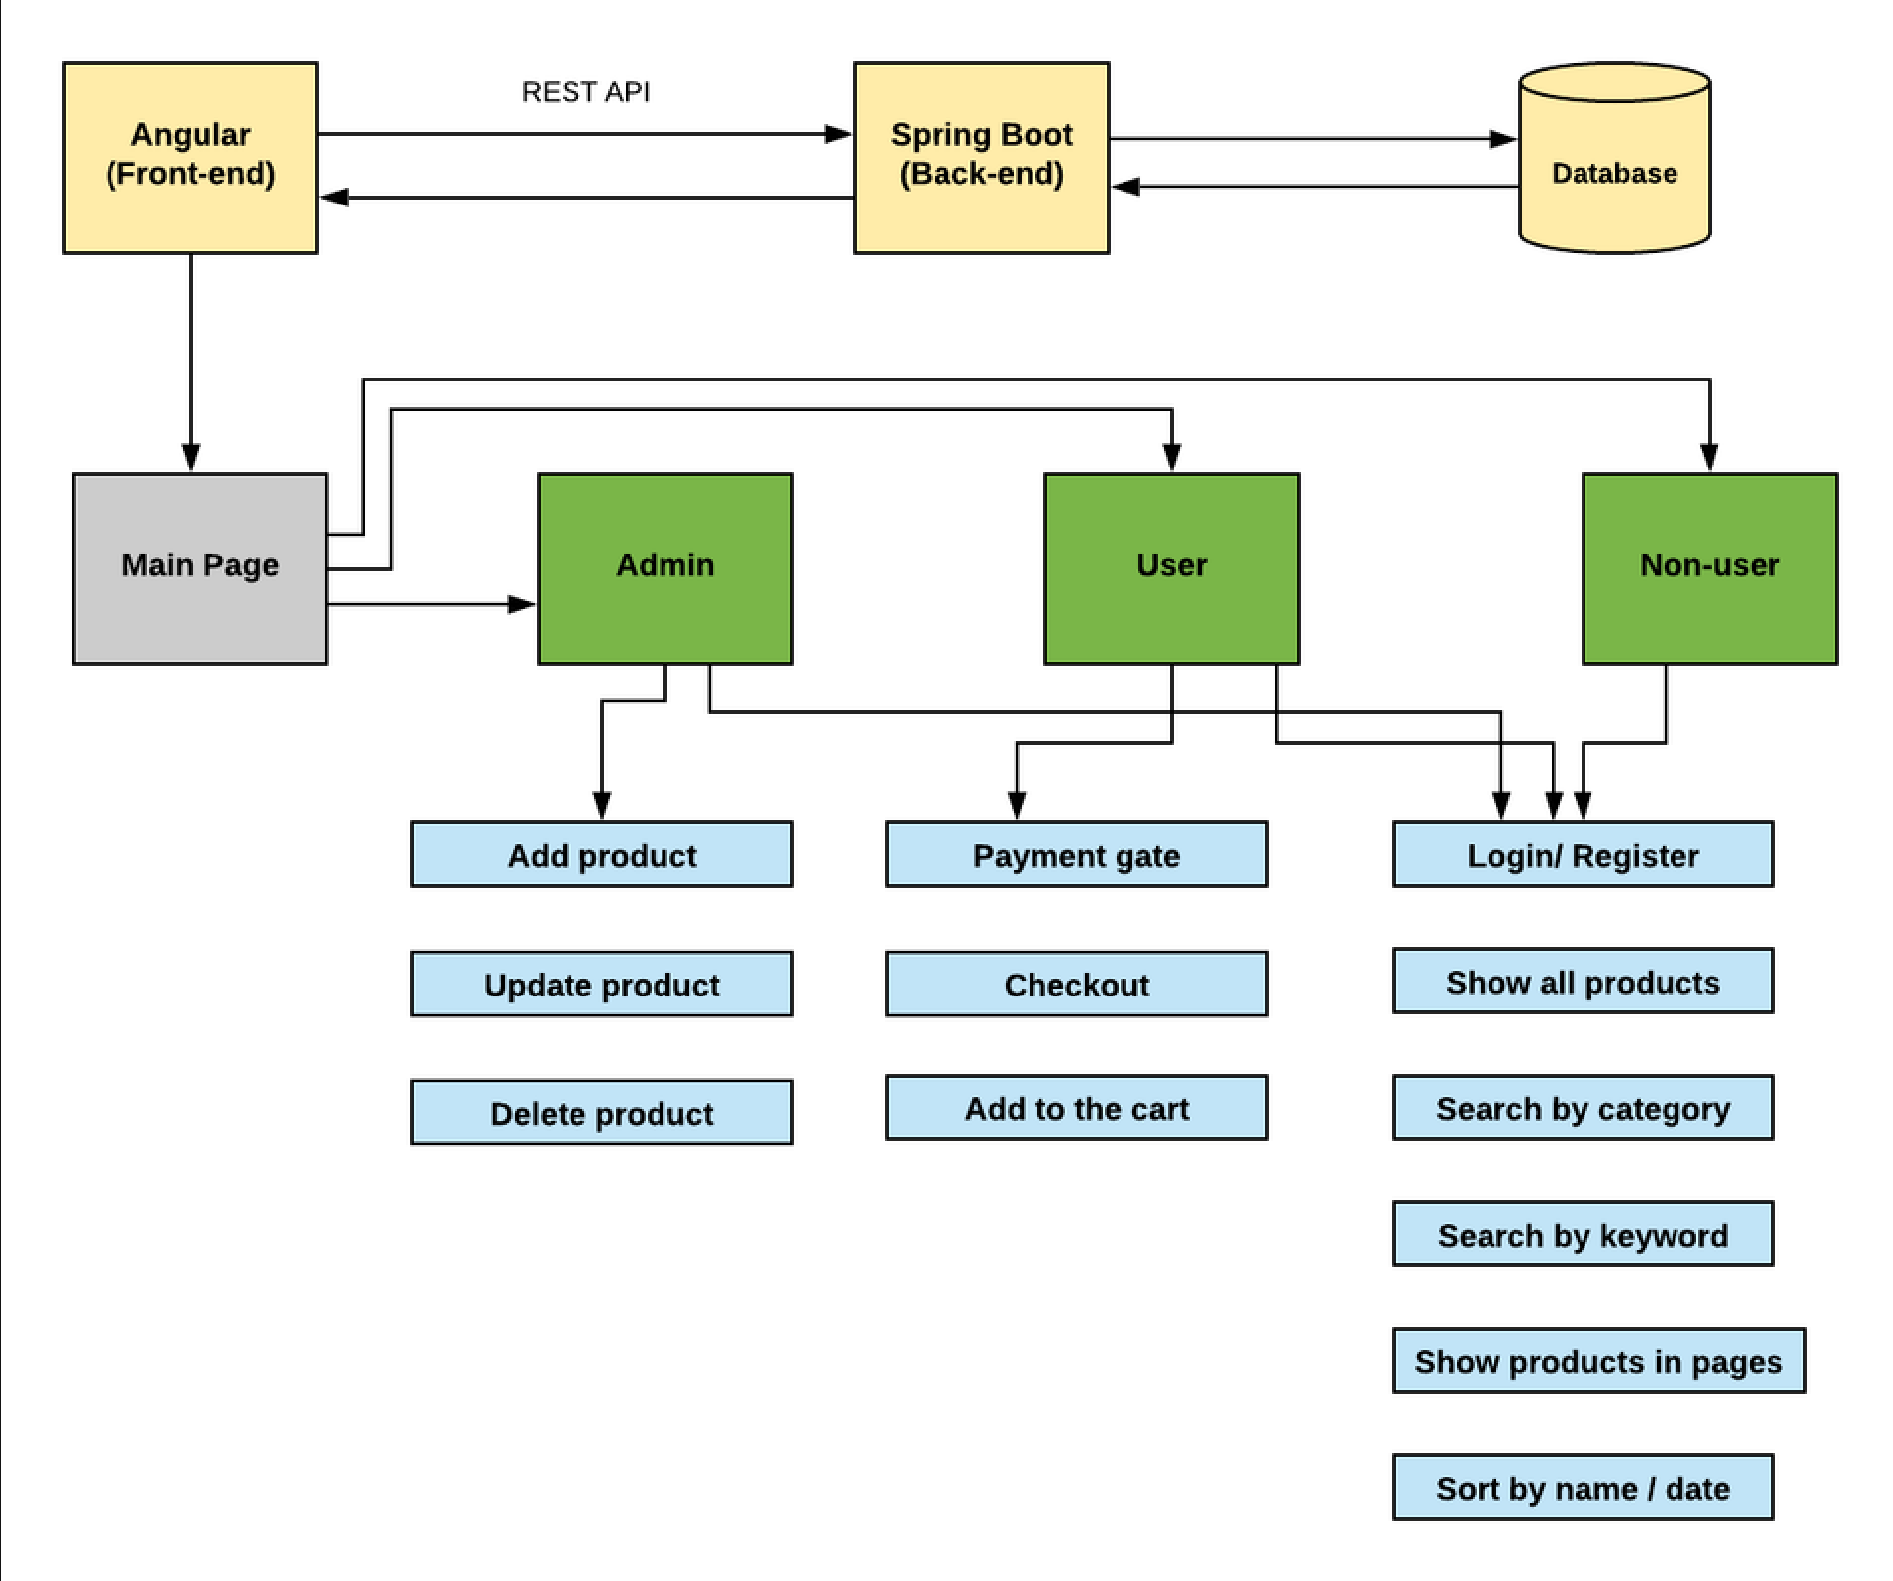 REST API
Angular
(Front-end)
Spring Boot
(Back-end)
Database
Main Page
Admin
User
Non-user
Add product
Payment gate
Login/ Register
Update product
Checkout
Show all products
Delete product
Add to the cart
Search by category
Search by keyword
Show products in pages
Sort by name / date